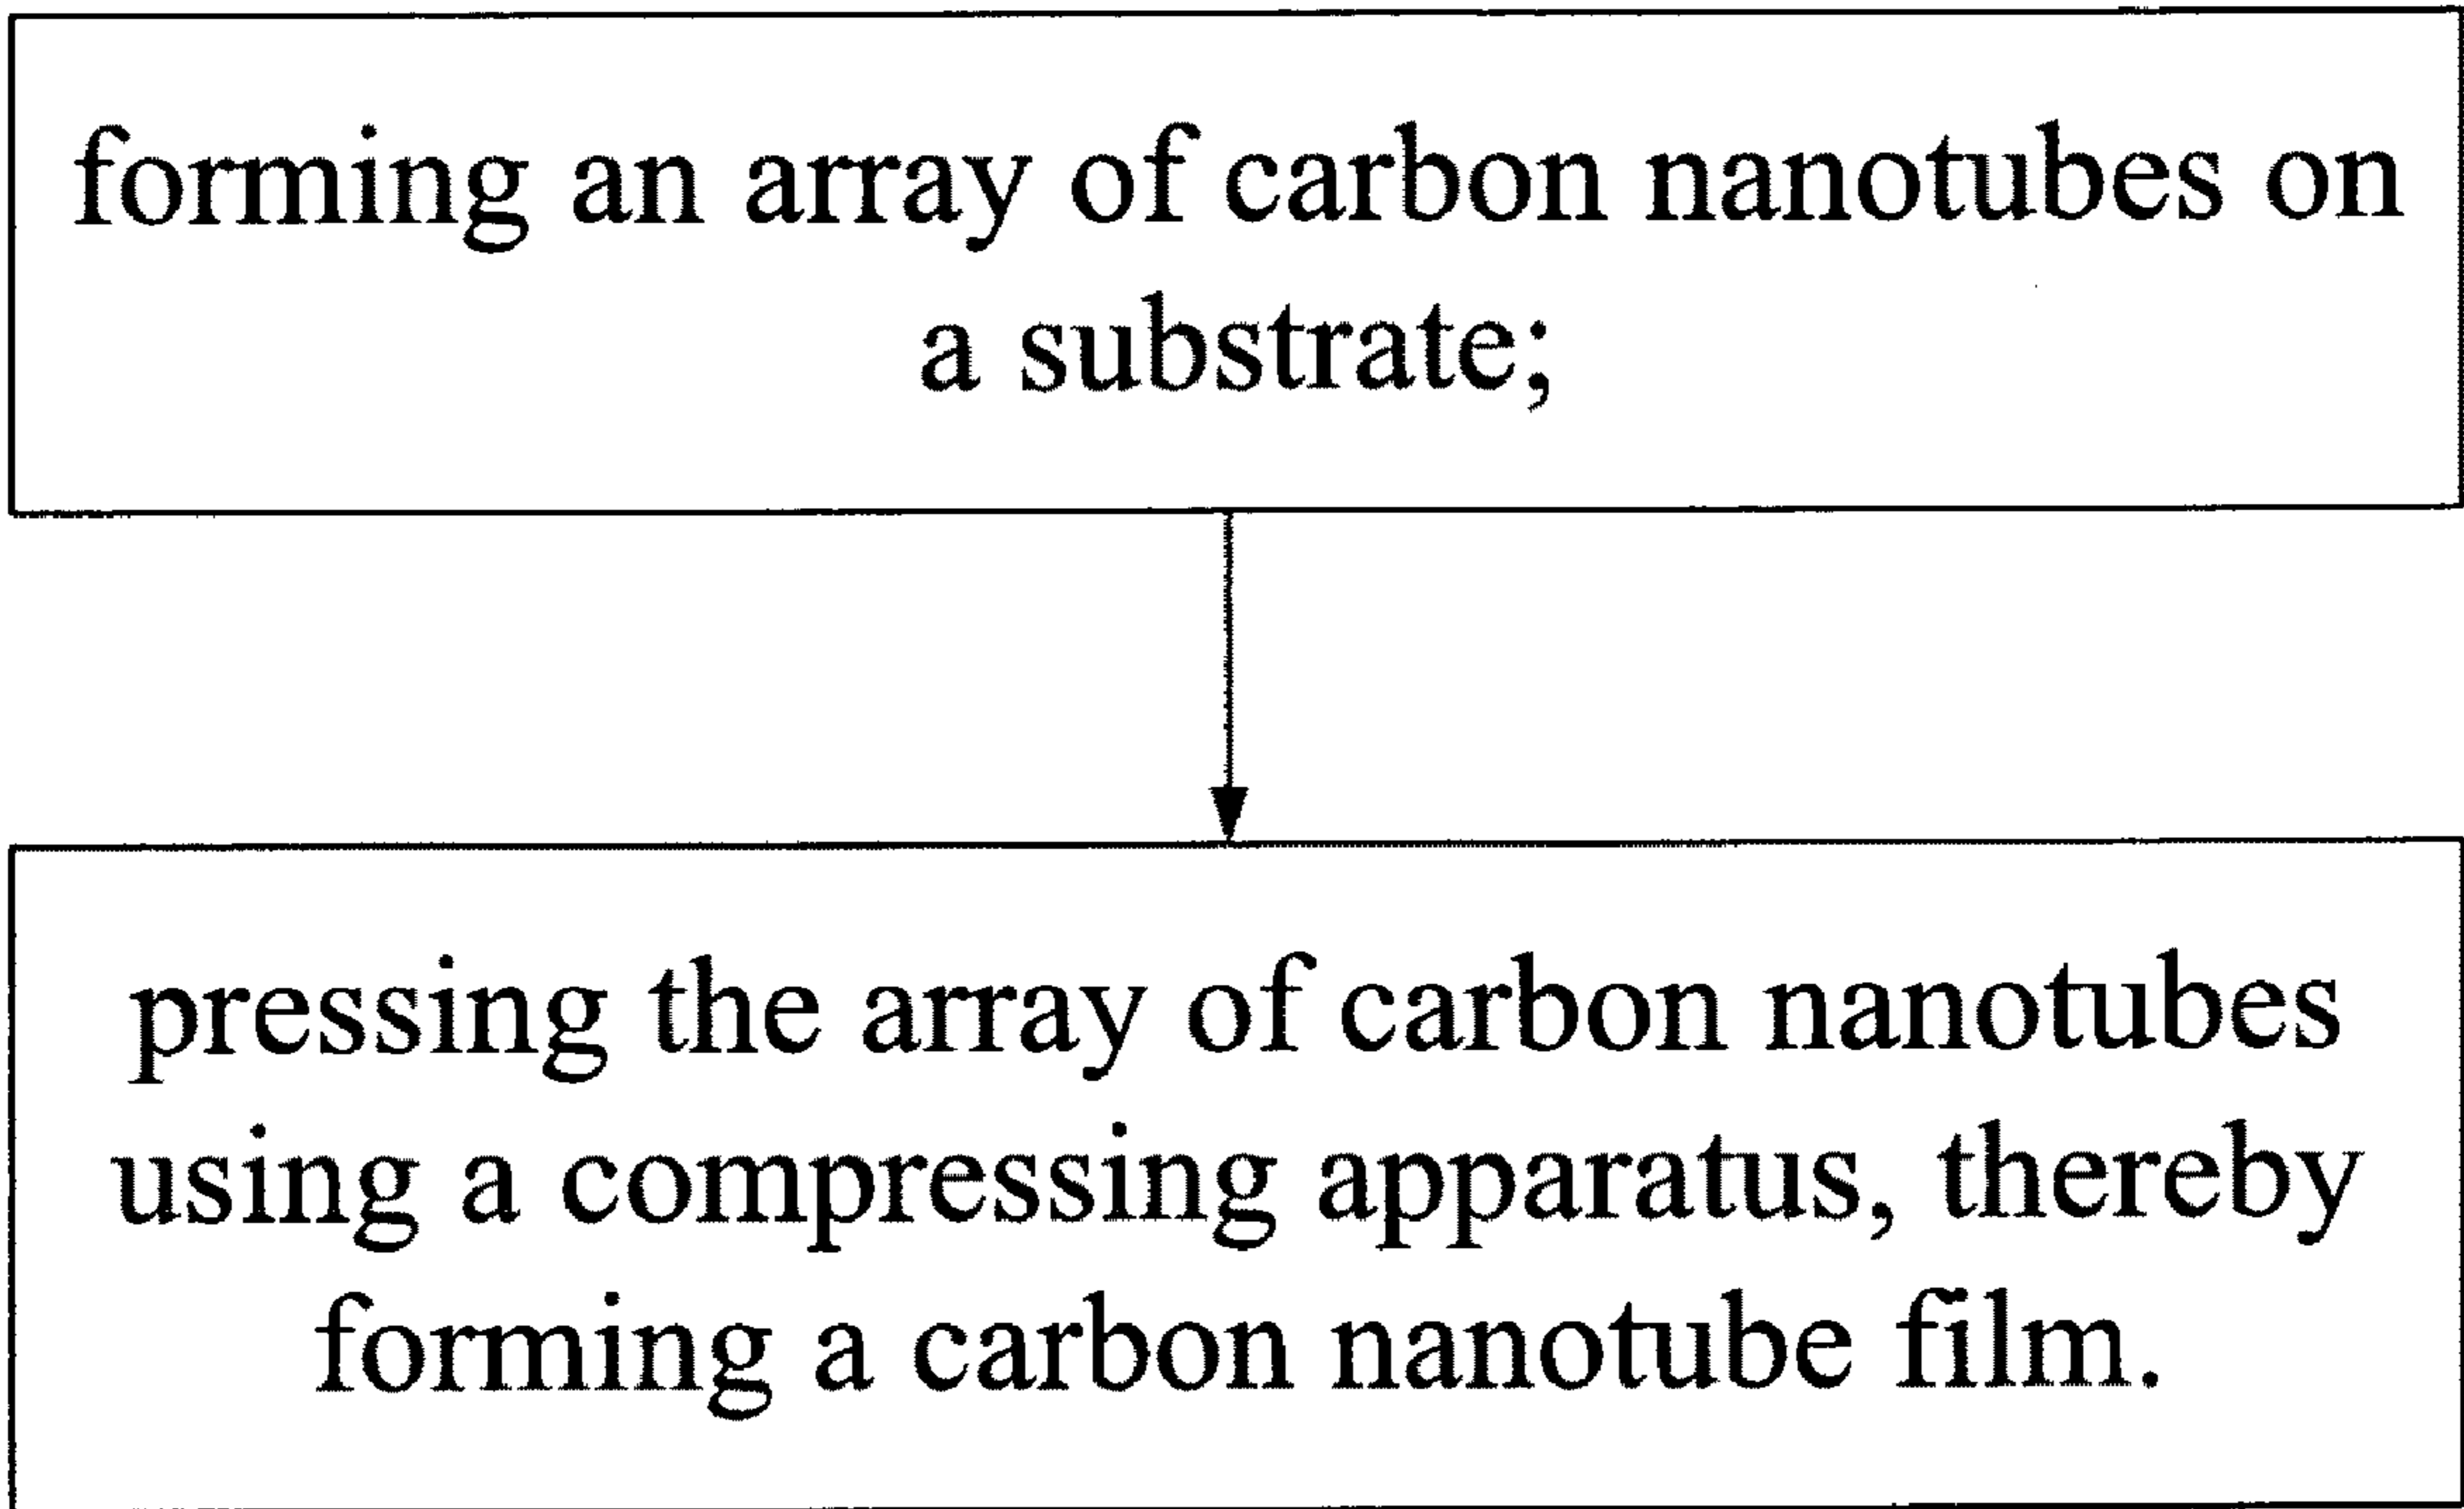 forming an array of carbon nanotubes on
a substrate;
pressing the array of carbon nanotubes
using a compressing apparatus, thereby
forming a carbon nanotube film.